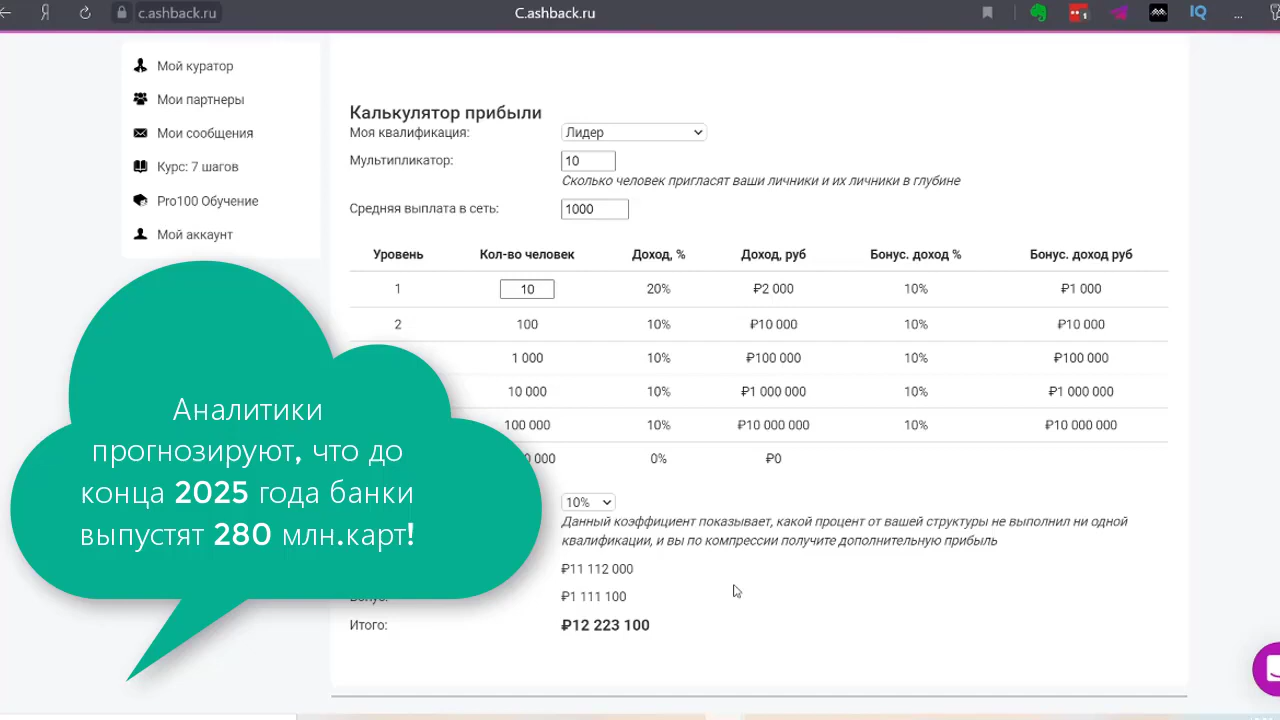 c.ashback.ru
C.ashback.ru
Мой куратор
Мои партнеры
Мои сообщения
Курс: 7 шагов
Pro100 Обучение
Мой аккаунт
Калькулятор прибыли
Моя квалификация: Лидер
Мультипликатор: 10
Сколько человек пригласят ваши личники и их личники в глубине
Средняя выплата в сеть: 1000
Уровень Кол-во человек Доход, % Доход, руб Бонус. доход % Бонус. доход руб
1 10 20% ₽2 000 10% ₽1 000
2 100 10% ₽10 000 10% ₽10 000
1 000 10% ₽100 000 10% ₽100 000
10 000 10% ₽1 000 000 10% ₽1 000 000
100 000 10% ₽10 000 000 10% ₽10 000 000
000 0% ₽0
10%
Данный коэффициент показывает, какой процент от вашей структуры не выполнил ни одной
квалификации, и вы по компрессии получите дополнительную прибыль
₽11 112 000
₽1 111 100
Итого: ₽12 223 100
Аналитики
прогнозируют, что до
конца 2025 года банки
выпустят 280 млн.карт!